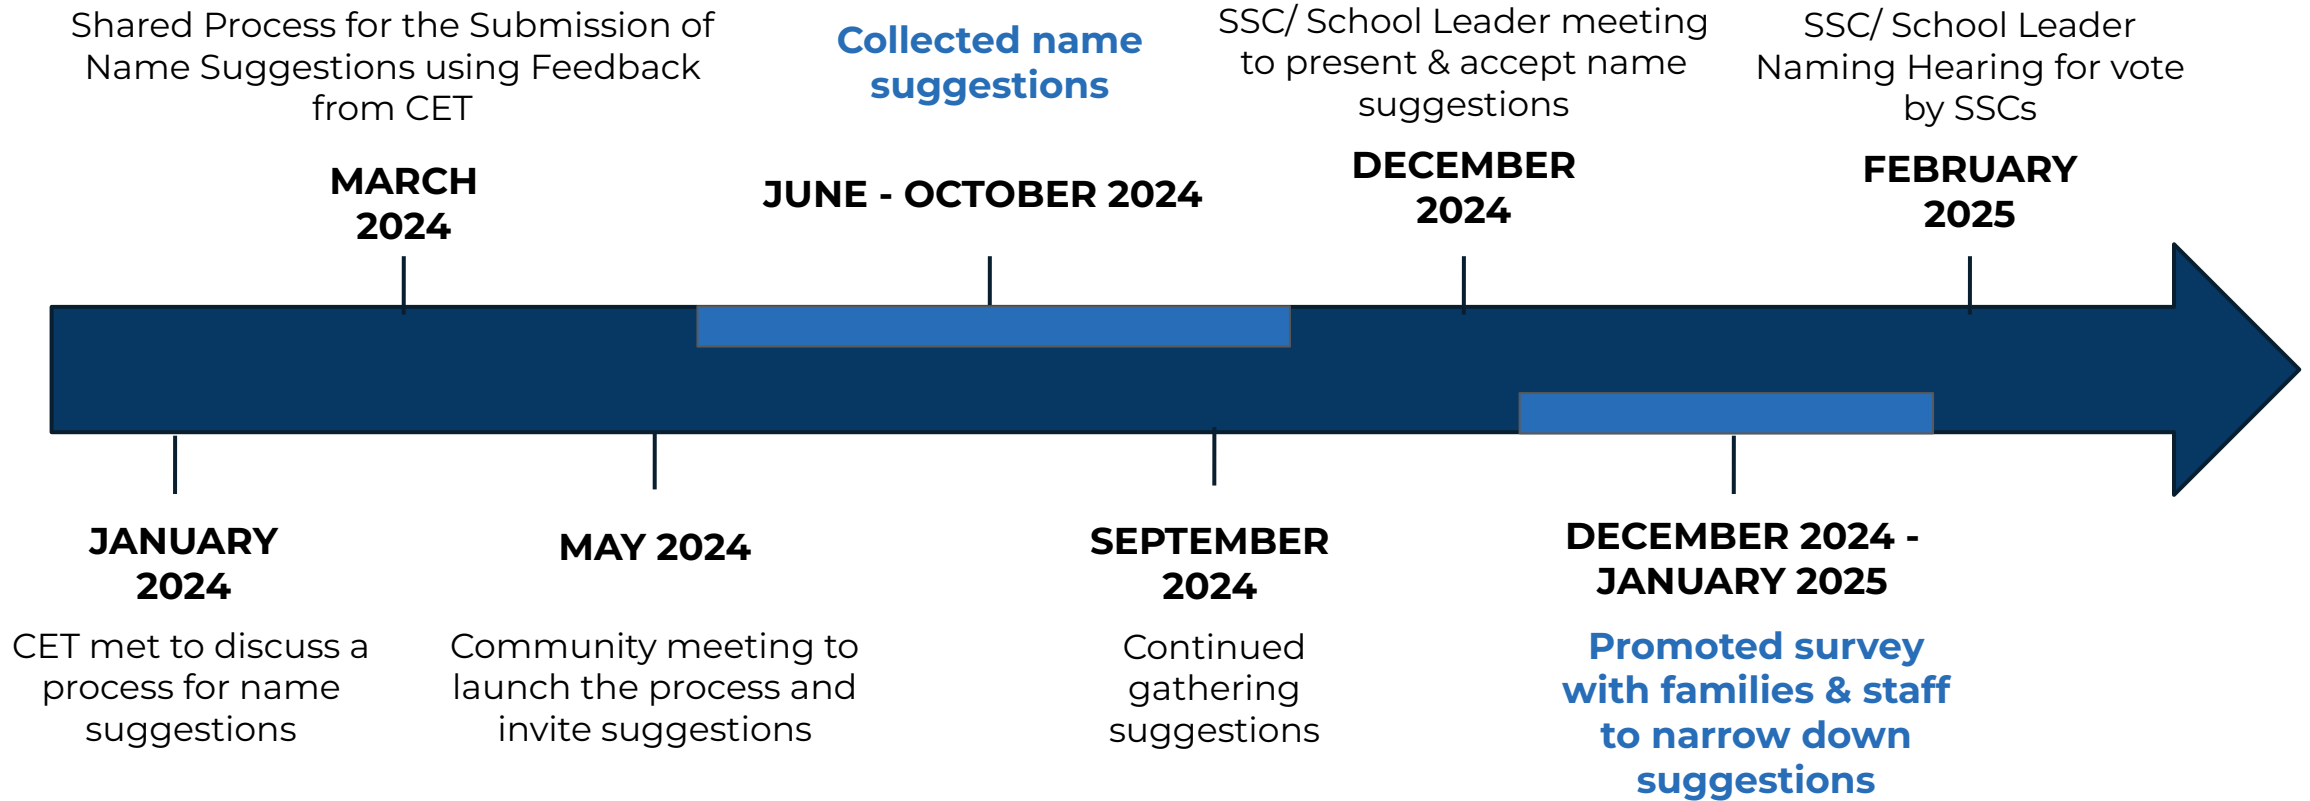 Shared Process for the Submission of
Name Suggestions using Feedback
from CET
MARCH
2024
Collected name
suggestions
JUNE - OCTOBER 2024
SSC/ School Leader meeting
to present & accept name
suggestions
DECEMBER
2024
SSC/ School Leader
Naming Hearing for vote
by SSCs
FEBRUARY
2025
JANUARY
2024
CET met to discuss a
process for name
suggestions
MAY 2024
Community meeting to
launch the process and
invite suggestions
SEPTEMBER
2024
Continued
gathering
suggestions
DECEMBER 2024 -
JANUARY 2025
Promoted survey
with families & staff
to narrow down
suggestions